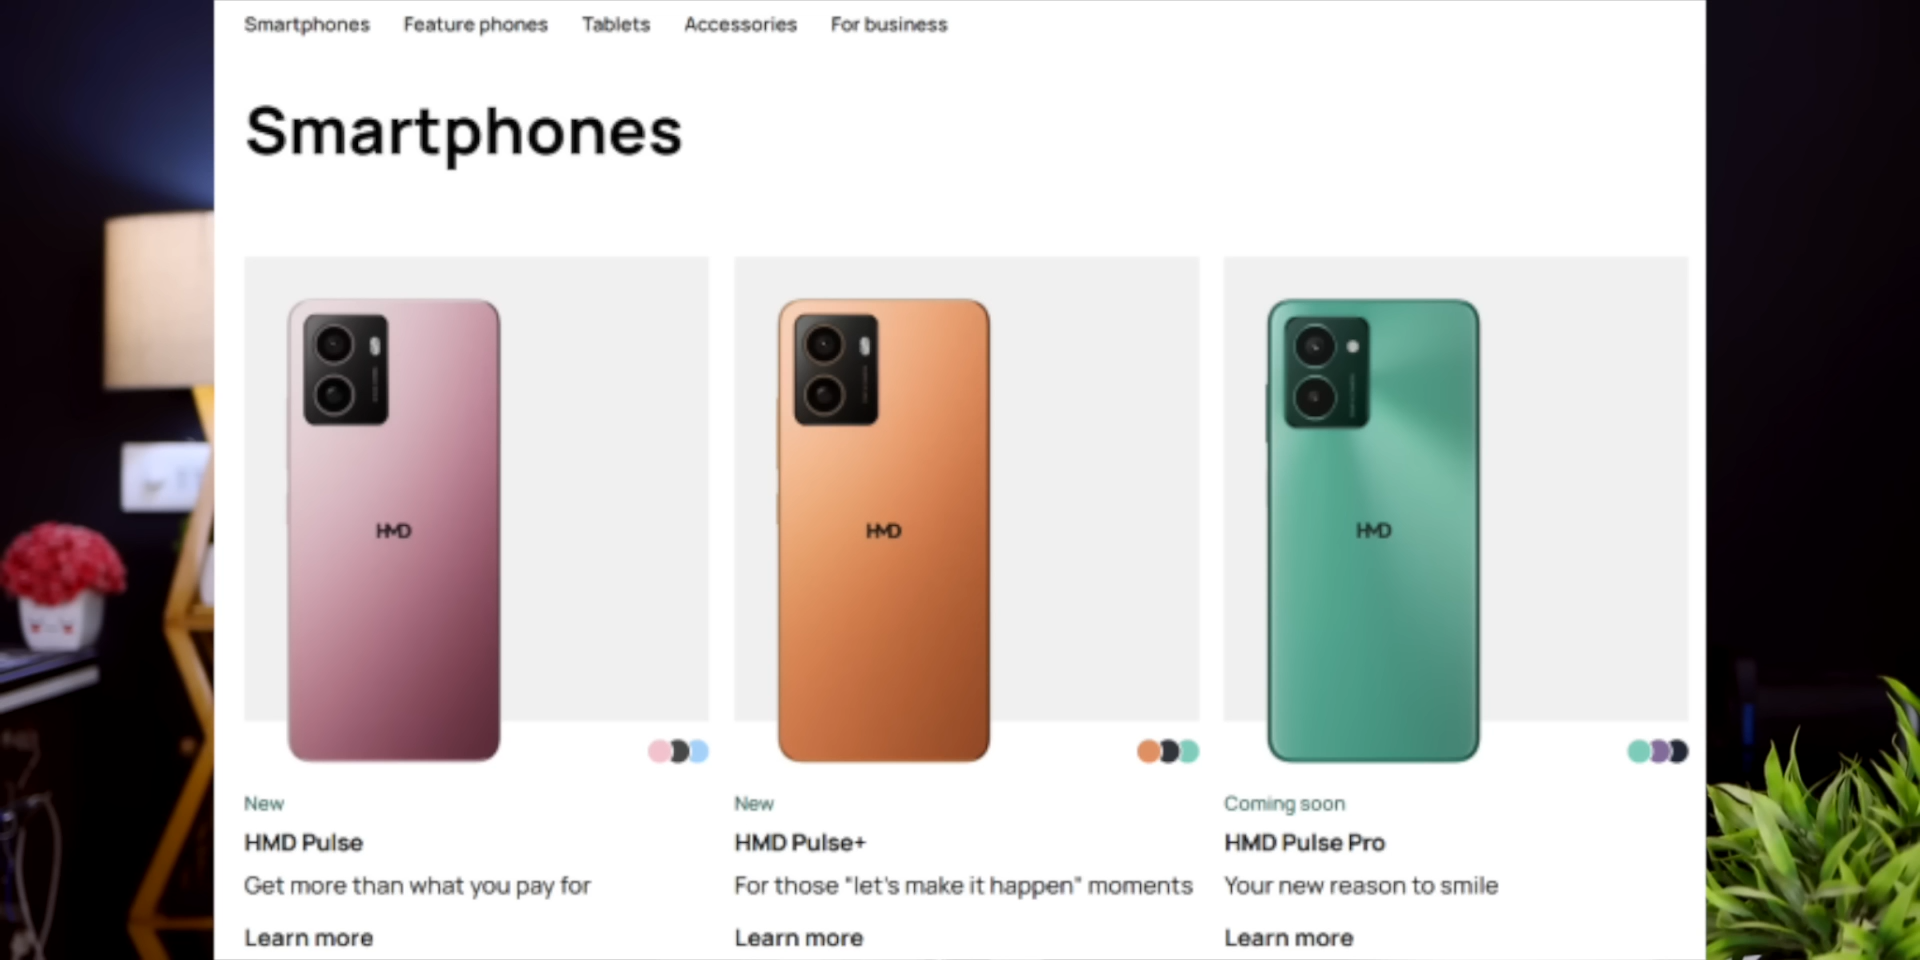 Smartphones Feature phones Tablets Accessories For business
Smartphones
HMD HMD HMD
New
HMD Pulse
Get more than what you pay for
Learn more
New
HMD Pulse+
For those "let's make it happen" moments
Learn more
Coming soon
HMD Pulse Pro
Your new reason to smile
Learn more